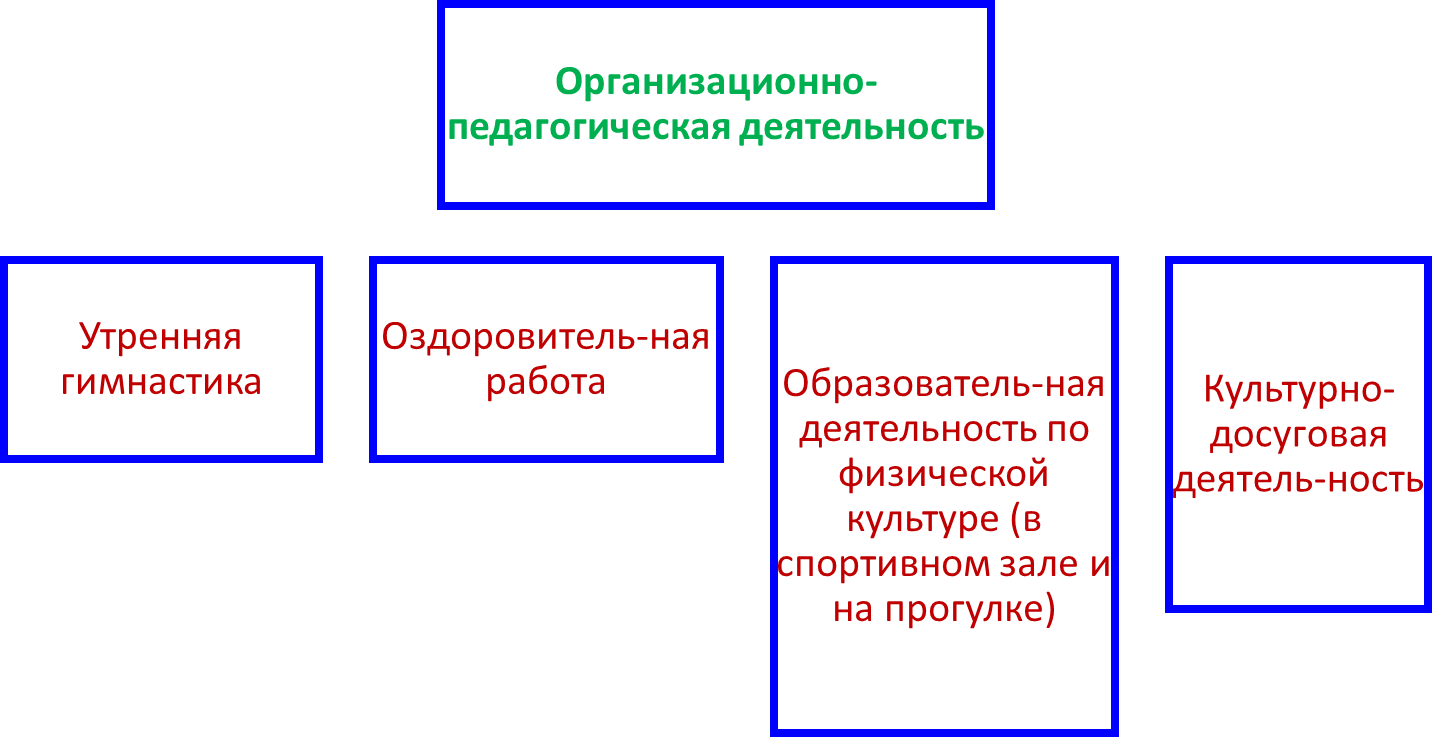 Организационно-
педагогическая деятельность
Утренняя
гимнастика
Оздоровитель-ная
работа
Образователь-ная
деятельность по
физической
культуре (в
спортивном зале и
на прогулке)
Культурно-
досуговая
деятель-ность